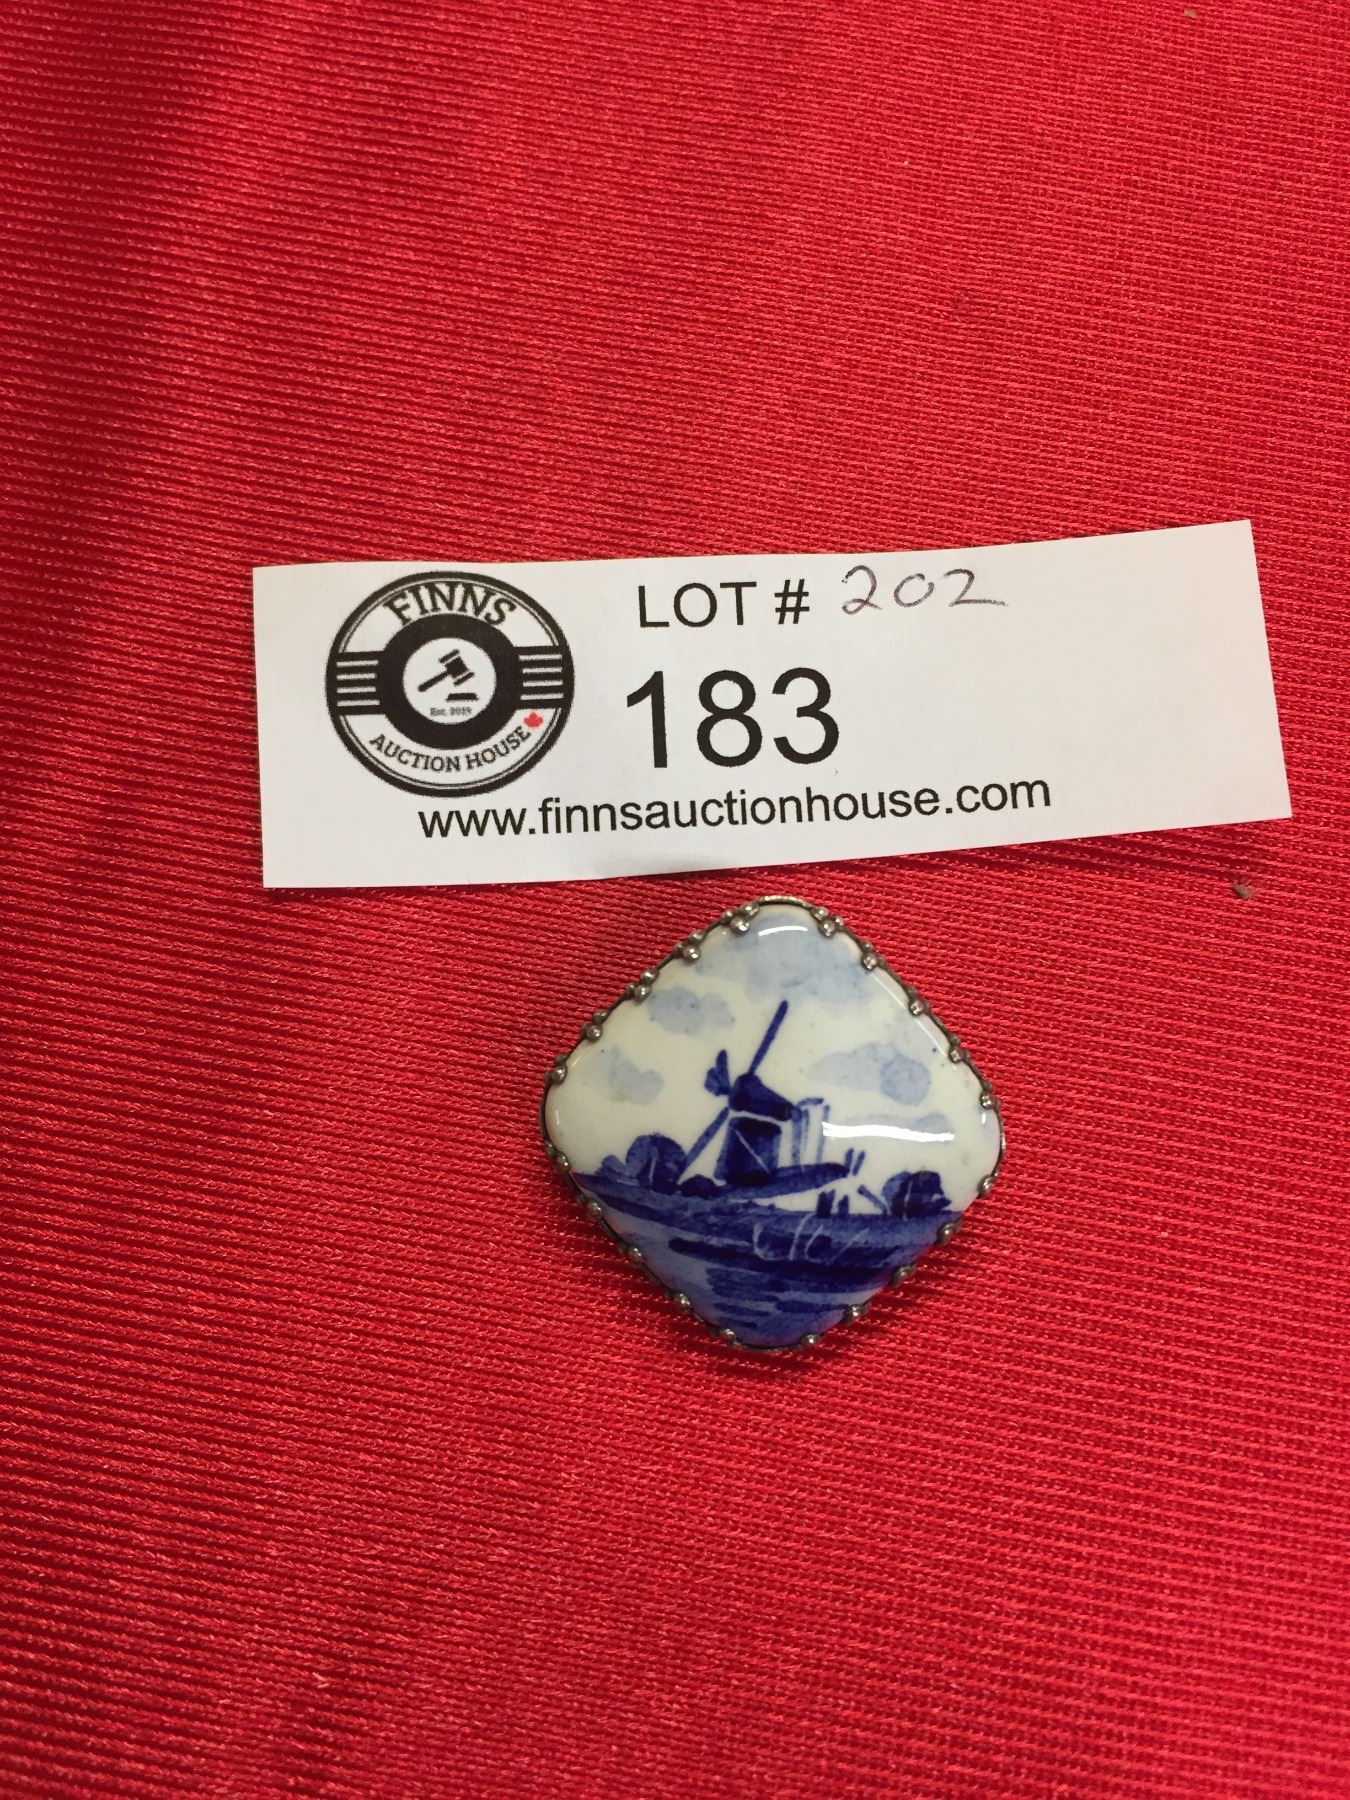 FINNS
Est. 2019
AUCTION HOUSE
LOT # 202
183
www.finnsauctionhouse.com